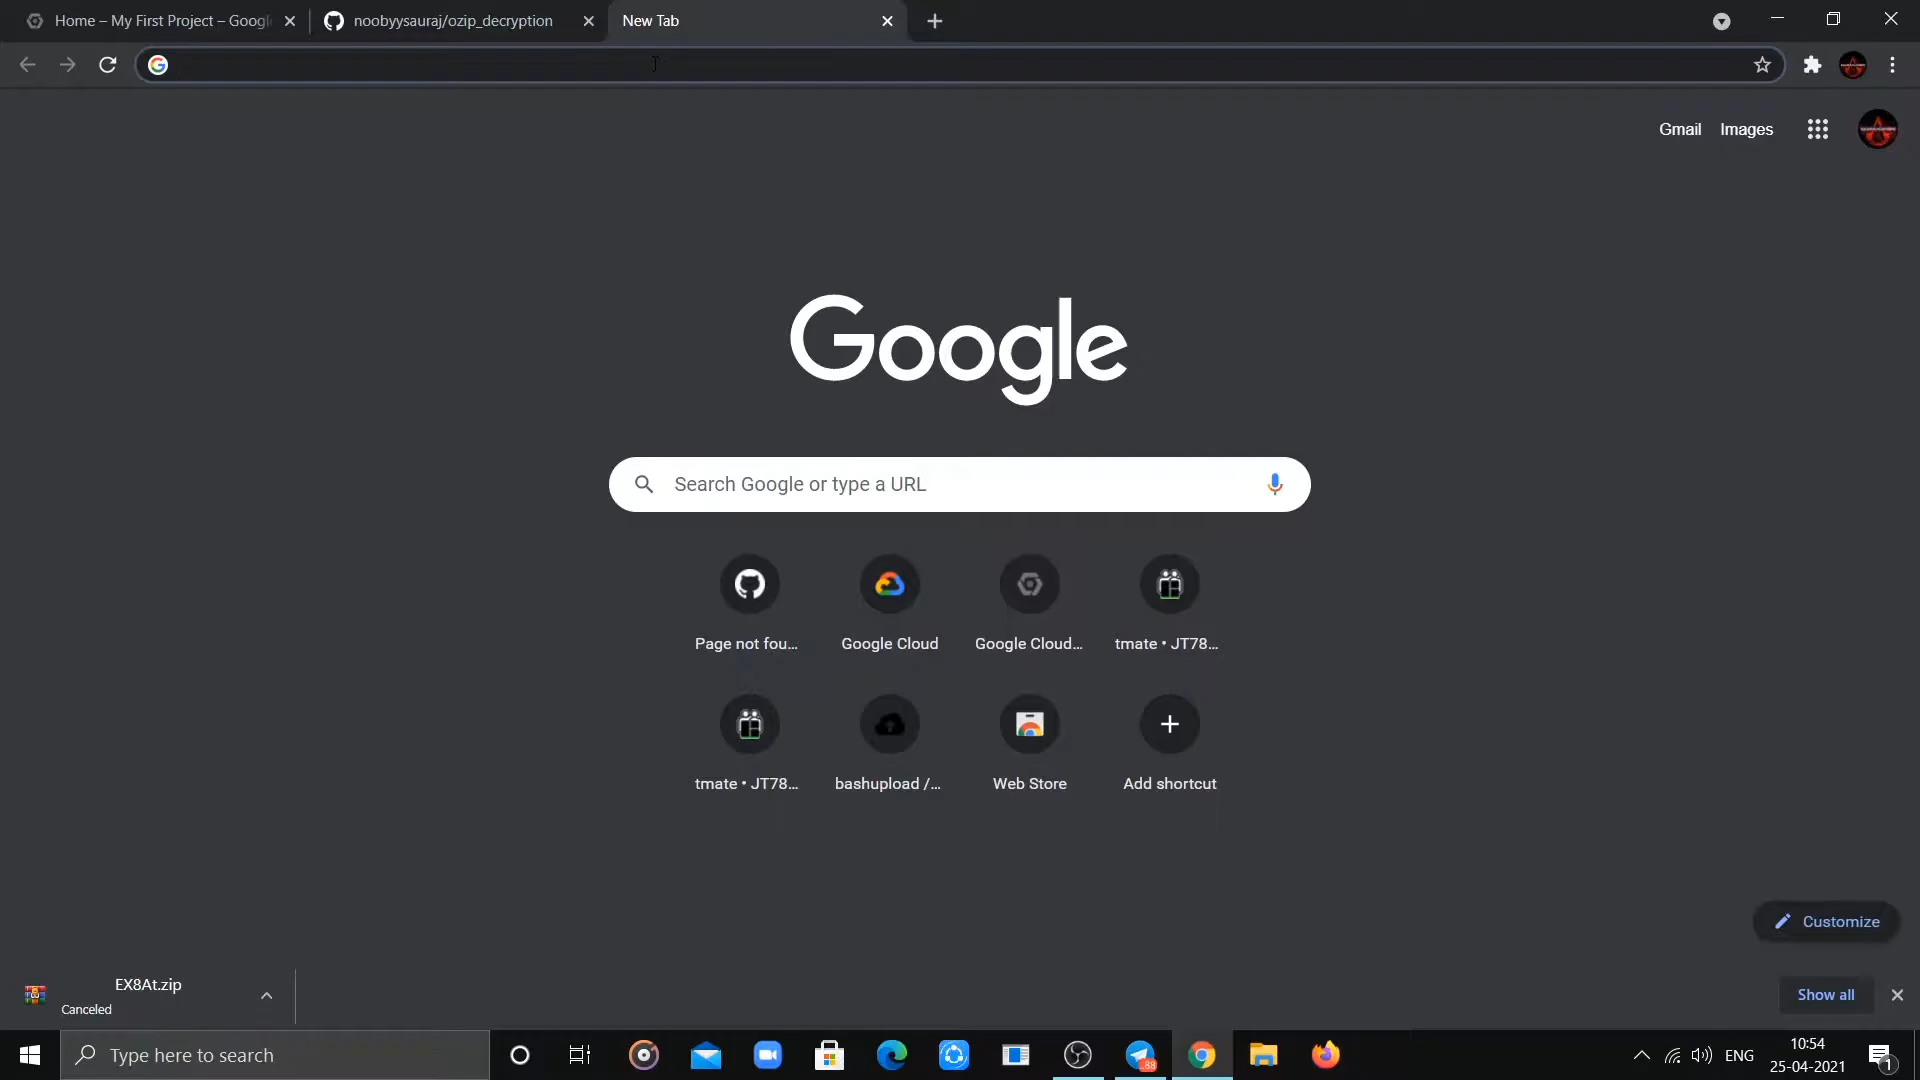 Home – My First Project – Googl
noobyysauraj/ozip_decryption
New Tab
Gmail
Images
Google
Search Google or type a URL
Page not fou...
Google Cloud
Google Cloud...
tmate • JT78...
tmate • JT78...
bashupload /...
Web Store
Add shortcut
Customize
EX8At.zip
Canceled
Show all
Type here to search
88
ENG
10:54
25-04-2021
1